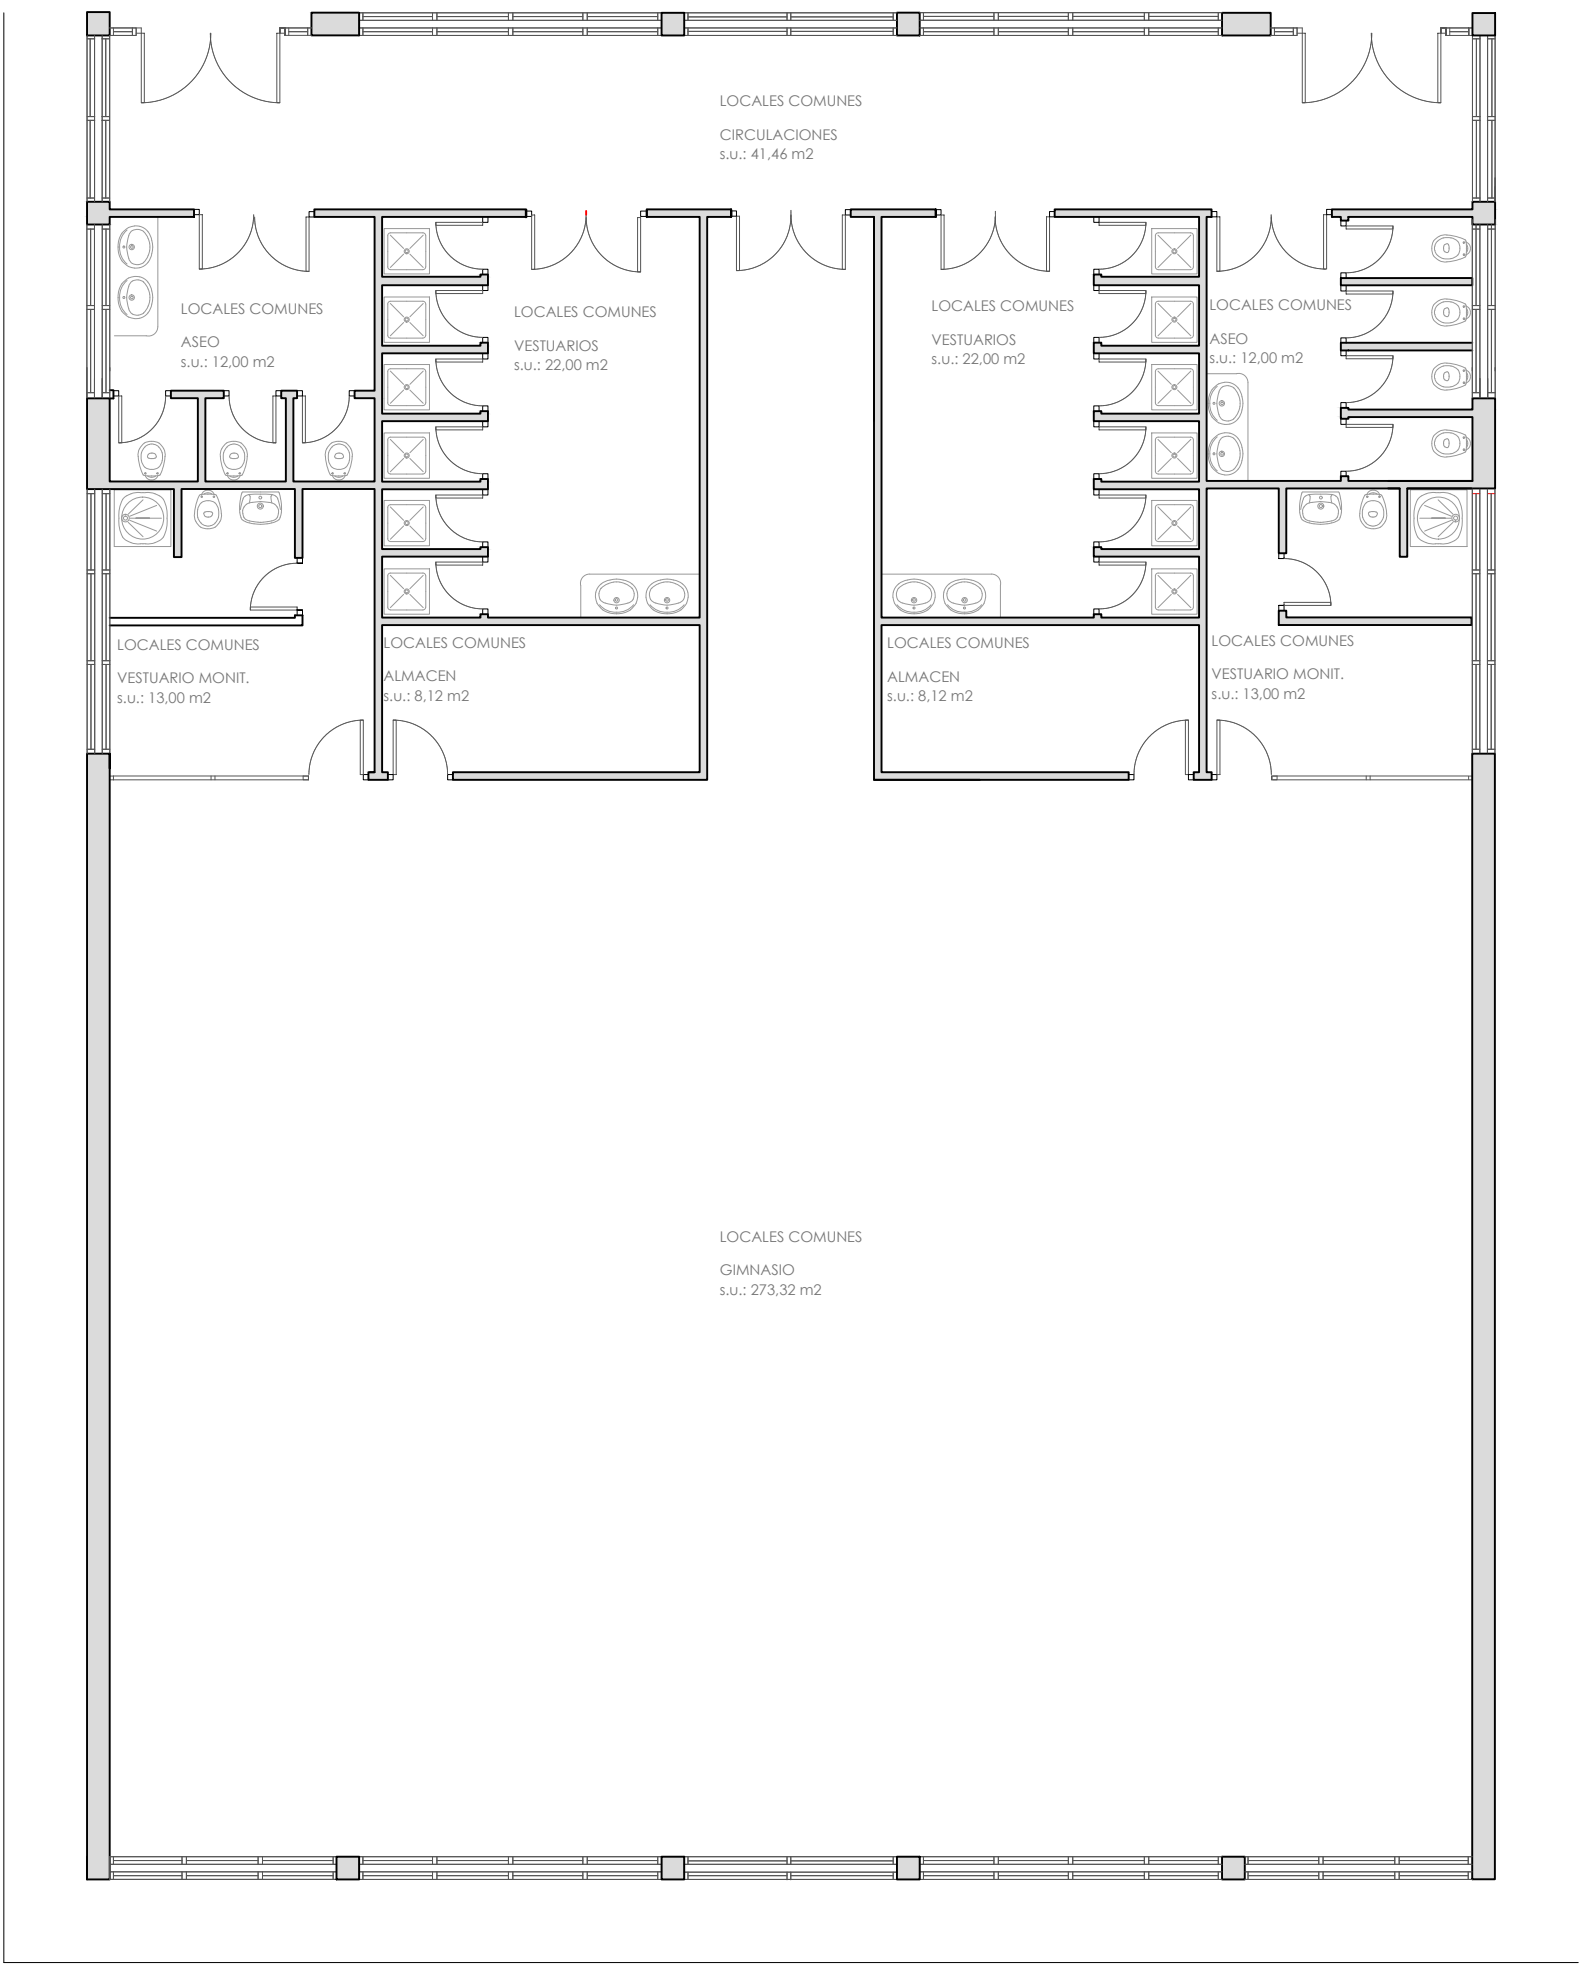 LOCALES COMUNES
CIRCULACIONES
s.u.: 41,46 m2
LOCALES COMUNES
ASEO
s.u.: 12,00 m2
LOCALES COMUNES
VESTUARIOS
s.u.: 22,00 m2
LOCALES COMUNES
VESTUARIOS
s.u.: 22,00 m2
LOCALES COMUNES
ASEO
s.u.: 12,00 m2
LOCALES COMUNES
VESTUARIO MONIT.
s.u.: 13,00 m2
LOCALES COMUNES
ALMACEN
s.u.: 8,12 m2
LOCALES COMUNES
ALMACEN
s.u.: 8,12 m2
LOCALES COMUNES
VESTUARIO MONIT.
s.u.: 13,00 m2
LOCALES COMUNES
GIMNASIO
s.u.: 273,32 m2